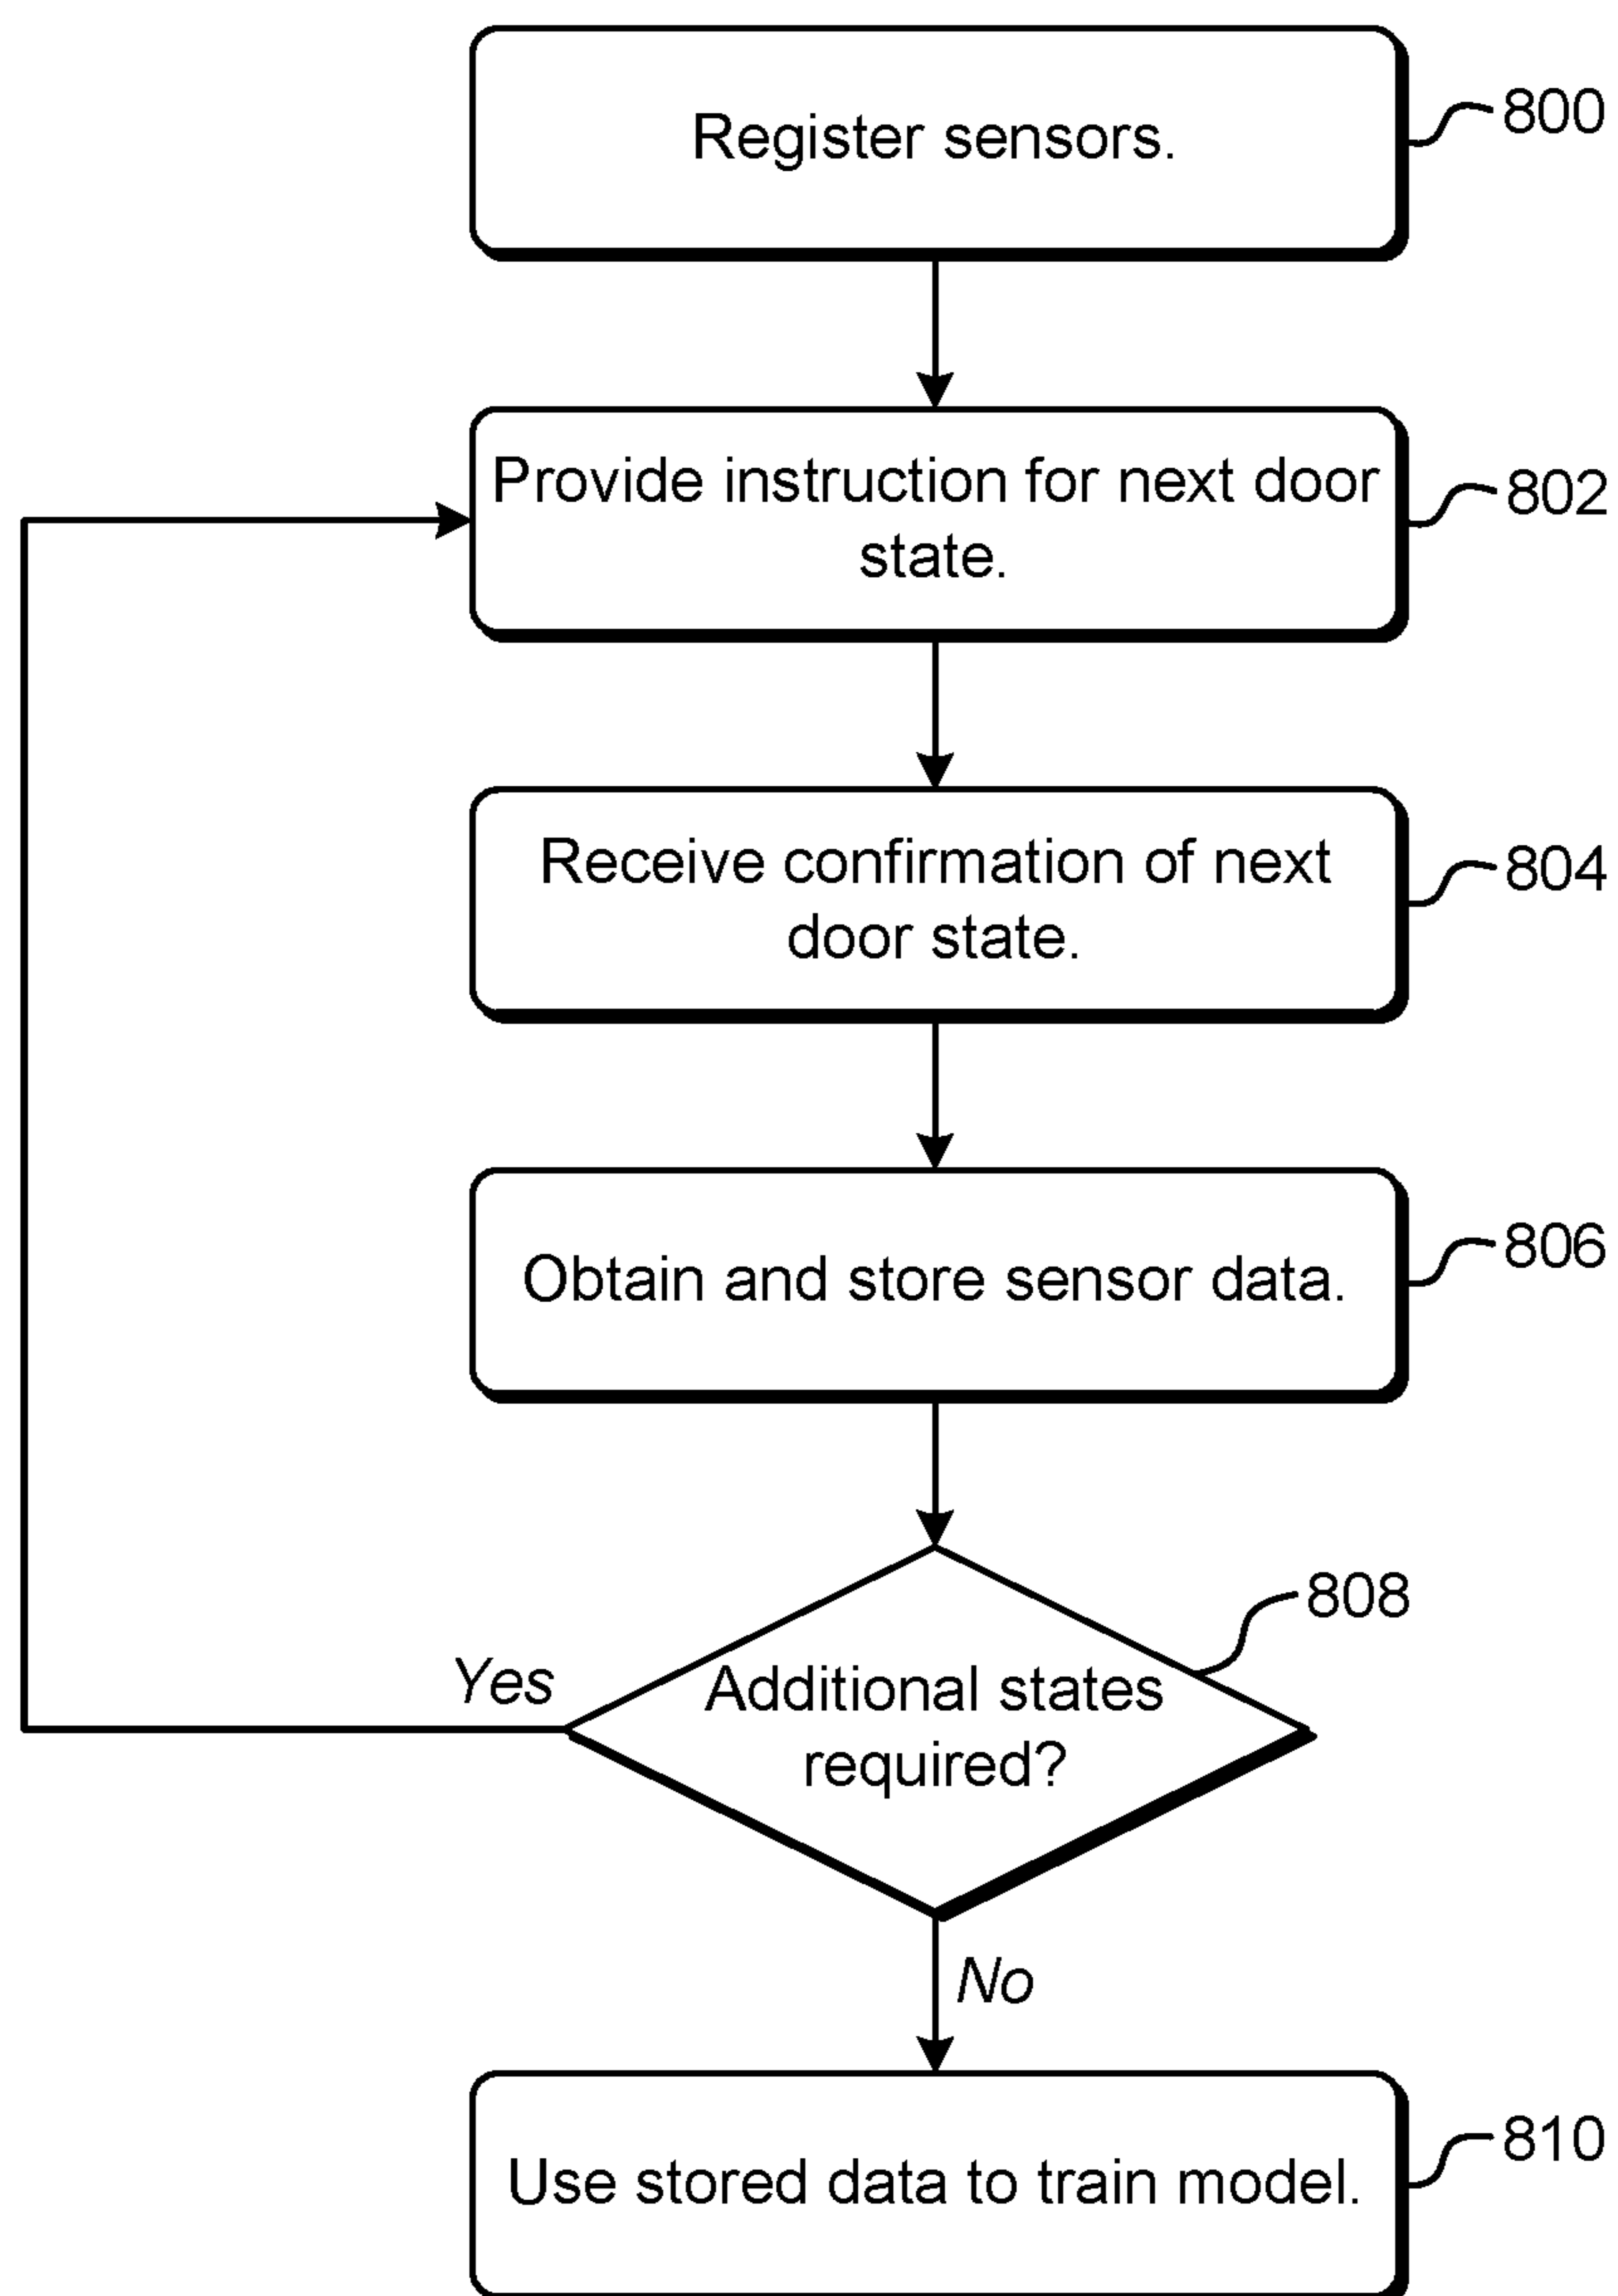 Register sensors.
800
Provide instruction for next door
state.
802
Receive confirmation of next
door state.
804
Obtain and store sensor data.
806
Additional states
required?
808
Yes
No
Use stored data to train model.
810